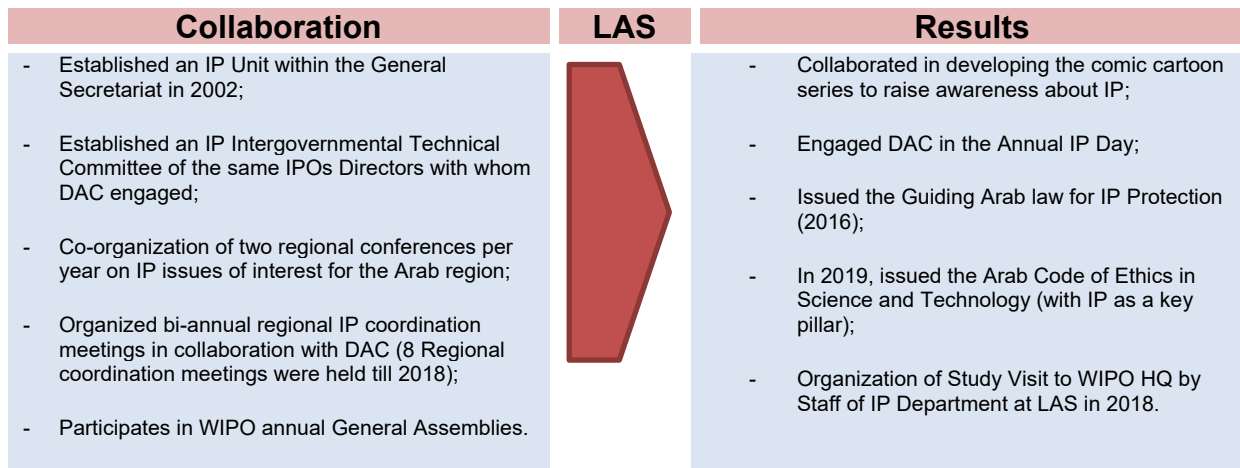 Collaboration
LAS
Results
- Established an IP Unit within the General
Secretariat in 2002;
- Established an IP Intergovernmental Technical
Committee of the same IPOs Directors with whom
DAC engaged;
- Co-organization of two regional conferences per
year on IP issues of interest for the Arab region;
- Organized bi-annual regional IP coordination
meetings in collaboration with DAC (8 Regional
coordination meetings were held till 2018);
- Participates in WIPO annual General Assemblies.
- Collaborated in developing the comic cartoon
series to raise awareness about IP;
- Engaged DAC in the Annual IP Day;
- Issued the Guiding Arab law for IP Protection
(2016);
- In 2019, issued the Arab Code of Ethics in
Science and Technology (with IP as a key
pillar);
- Organization of Study Visit to WIPO HQ by
Staff of IP Department at LAS in 2018.